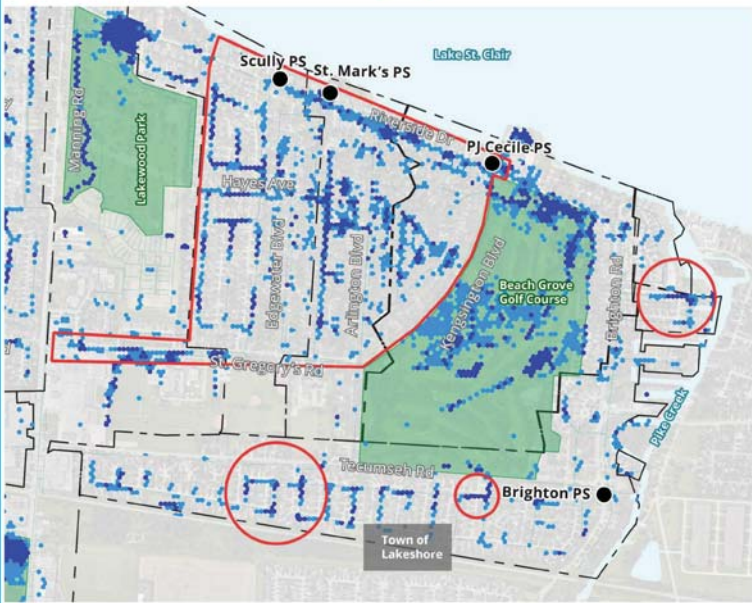 Lake St. Clair
Scully PS
St. Mark's PS
Riverside Dr
PJ Cecile PS
Manning Rd
Lakewood Park
Hayes Ave
Edgewater Blvd
Arlington Blvd
Kengsington Blvd
Beach Grove
Golf Course
Brighton Rd
St. Gregory's Rd
Pike Creek
Tecumseh Rd
Brighton PS
Town of
Lakeshore